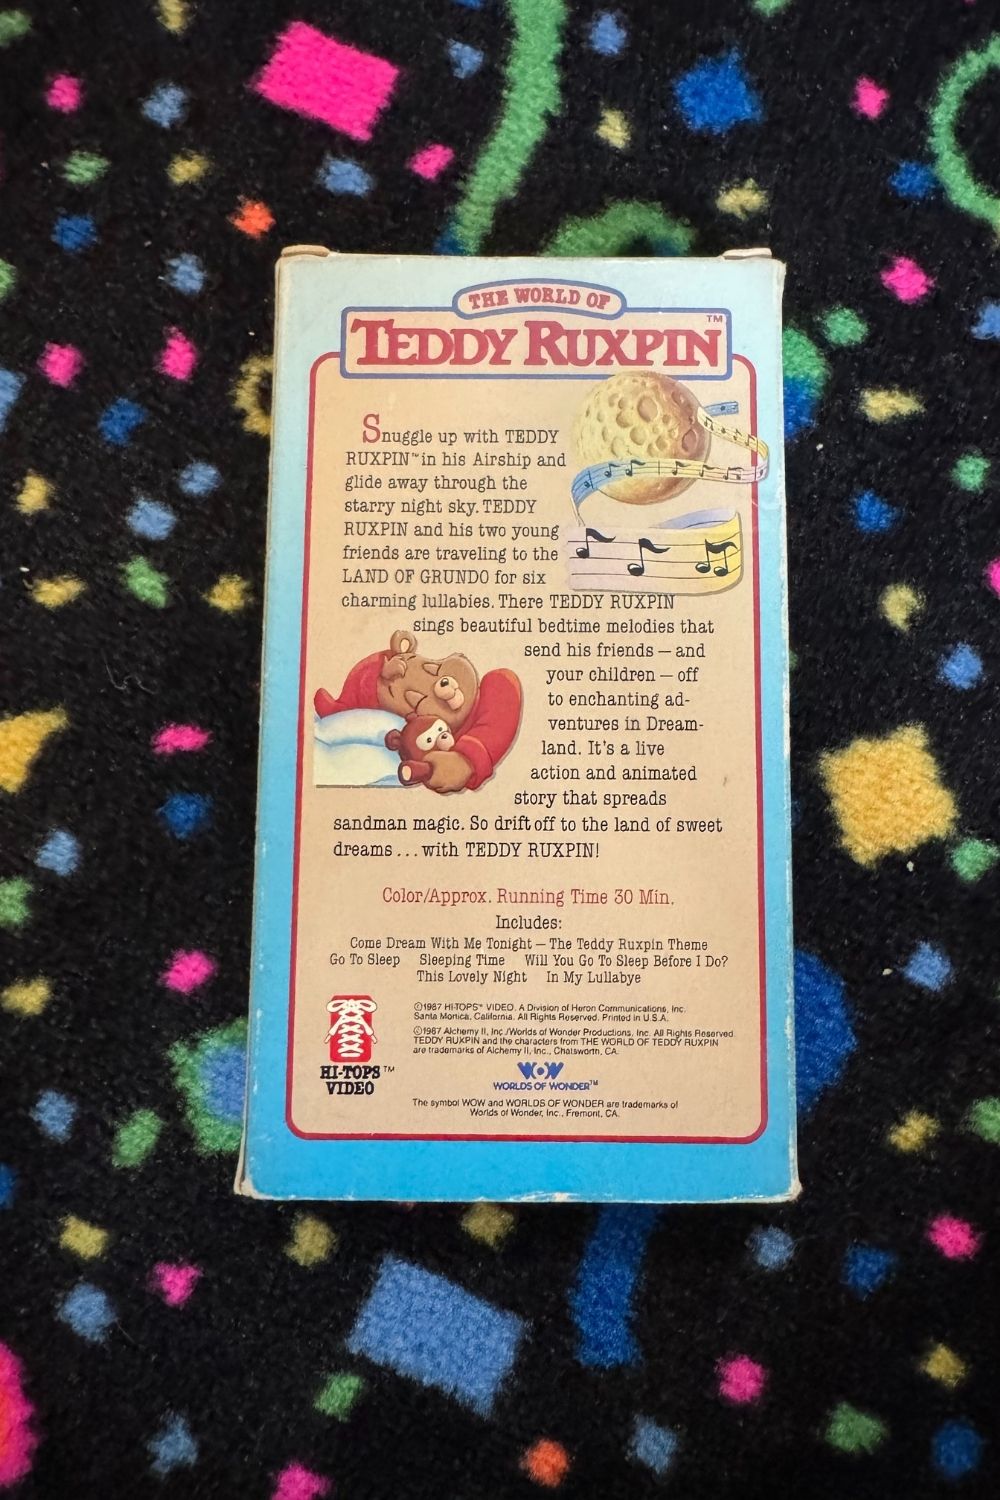 THE WORLD OF
TEDDY RUXPIN™
Snuggle up with TEDDY
RUXPIN™ in his Airship and
glide away through the
starry night sky. TEDDY
RUXPIN and his two young
friends are traveling to the
LAND OF GRUNDO for six
charming lullabies. There TEDDY RUXPIN
sings beautiful bedtime melodies that
send his friends — and
your children — off
to enchanting ad-
ventures in Dream-
land. It's a live
action and animated
story that spreads
sandman magic. So drift off to the land of sweet
dreams . . . with TEDDY RUXPIN!
Color/Approx. Running Time 30 Min.
Includes:
Come Dream With Me Tonight — The Teddy Ruxpin Theme
Go To Sleep Sleeping Time Will You Go To Sleep Before I Do?
This Lovely Night In My Lullabye
©1987 HI-TOPS™ VIDEO, A Division of Heron Communications, Inc.
Santa Monica, California. All Rights Reserved. Printed in U.S.A.
©1987 Alchemy II, Inc./Worlds of Wonder Productions, Inc. All Rights Reserved.
TEDDY RUXPIN and the characters from THE WORLD OF TEDDY RUXPIN
are trademarks of Alchemy II, Inc., Chatsworth, CA.
HI-TOPS™
VIDEO
WOW
WORLDS OF WONDER™
The symbol WOW and WORLDS OF WONDER are trademarks of
Worlds of Wonder, Inc., Fremont, CA.